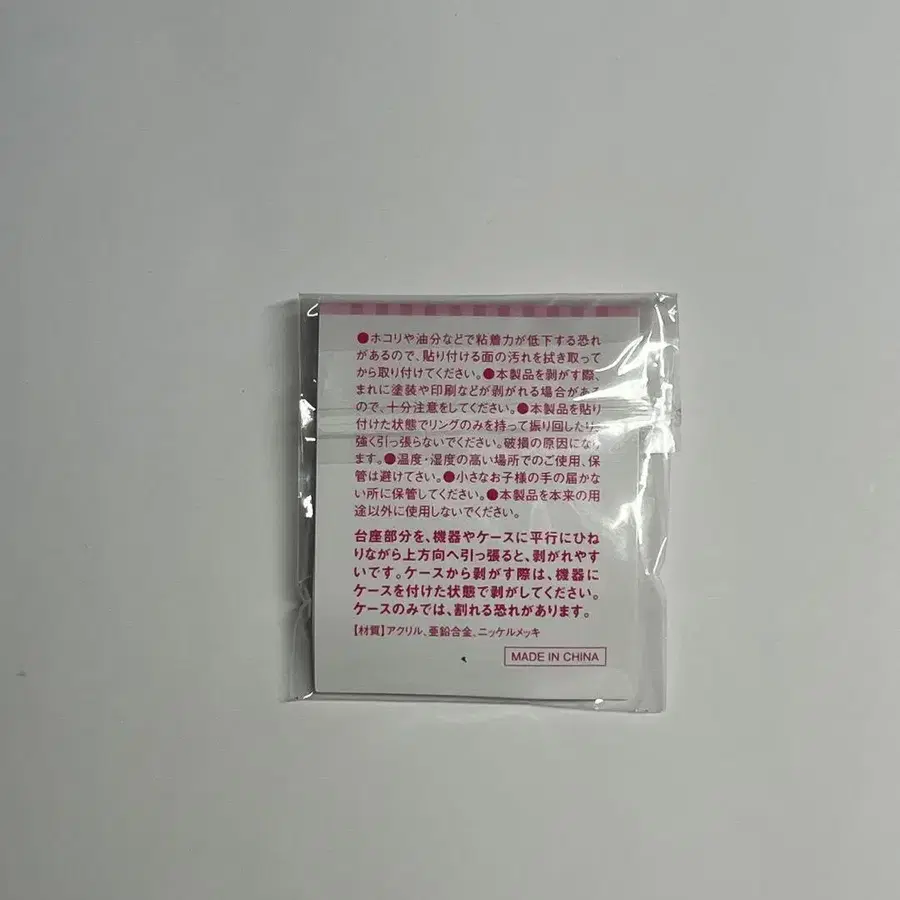 ●ホコリや油分などで粘着力が低下する恐れ
があるので、貼り付ける面の汚れを拭き取って
から取り付けてください。●本製品を剥がす際、
まれに塗装や印刷などが剥がれる場合がある
ので、十分注意をしてください。●本製品を貼り
付けた状態でリングのみを持って振り回したり、
強く引っ張らないでください。破損の原因になり
ます。●温度・湿度の高い場所でのご使用、保
管は避けてさい。●小さなお子様の手の届かな
い所に保管してください。●本製品を本来の用
途以外に使用しないでください。
台座部分を、機器やケースに平行にひね
りながら上方向へ引っ張ると、剥がれやす
いです。ケースから剥がす際は、機器に
ケースを付けた状態で剥がしてください。
ケースのみでは、割れる恐れがあります。
【材質】アクリル、亜鉛合金、ニッケルメッキ
MADE IN CHINA